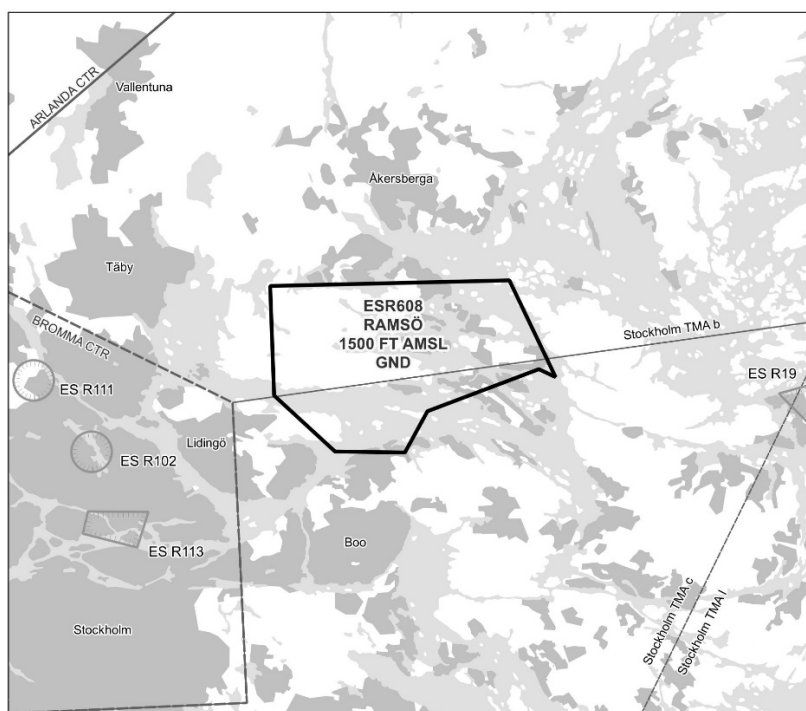 ARLANDA CTR
Vallentuna
Åkersberga
Täby
BROMMA CTR
ESR608
RAMSÖ
1500 FT AMSL
GND
Stockholm TMA b
ES R19
ES R111
Lidingö
ES R102
ES R113
Boo
Stockholm
Stockholm TMA c
Stockholm TMA l